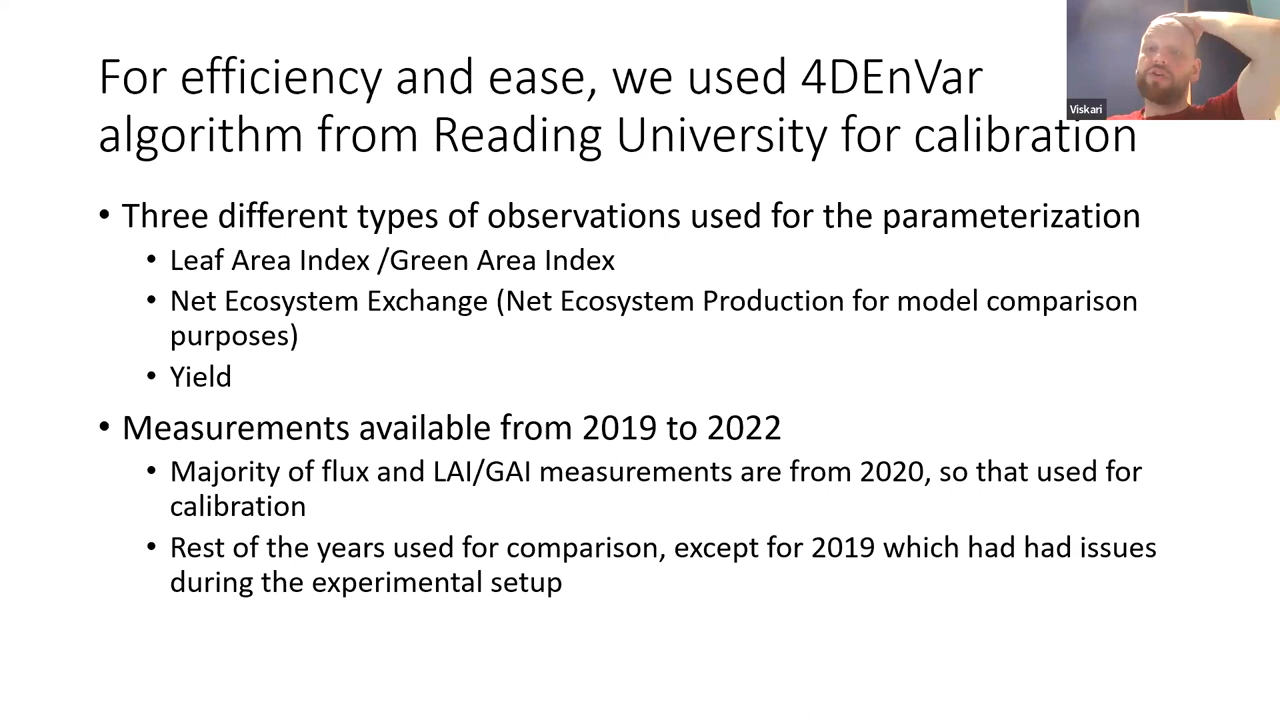 For efficiency and ease, we used 4DEnVar
algorithm from Reading University for calibration
Viskari
• Three different types of observations used for the parameterization
• Leaf Area Index /Green Area Index
• Net Ecosystem Exchange (Net Ecosystem Production for model comparison
purposes)
• Yield
• Measurements available from 2019 to 2022
• Majority of flux and LAI/GAI measurements are from 2020, so that used for
calibration
• Rest of the years used for comparison, except for 2019 which had had issues
during the experimental setup